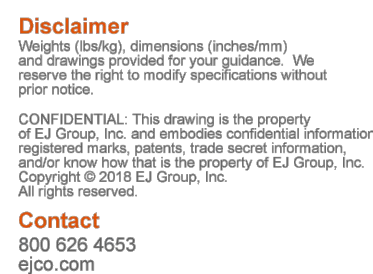 Disclaimer
Weights (lbs/kg), dimensions (inches/mm)
and drawings provided for your guidance. We
reserve the right to modify specifications without
prior notice.
CONFIDENTIAL: This drawing is the property
of EJ Group, Inc. and embodies confidential information
registered marks, patents, trade secret information,
and/or know how that is the property of EJ Group, Inc.
Copyright © 2018 EJ Group, Inc.
All rights reserved.
Contact
800 626 4653
ejco.com